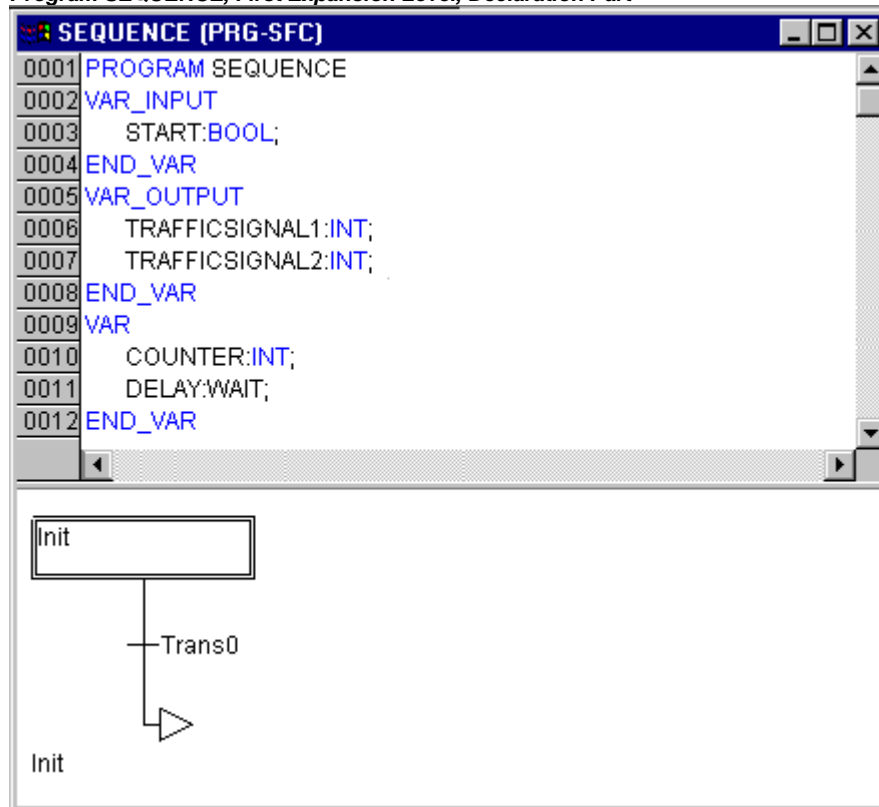 Program SEQUENCE, First Expansion Level, Declaration Part
SEQUENCE (PRG-SFC)
0001 PROGRAM SEQUENCE
0002 VAR_INPUT
0003 START:BOOL;
0004 END_VAR
0005 VAR_OUTPUT
0006 TRAFFICSIGNAL1:INT;
0007 TRAFFICSIGNAL2:INT;
0008 END_VAR
0009 VAR
0010 COUNTER:INT;
0011 DELAY:WAIT;
0012 END_VAR
Init
Trans0
Init